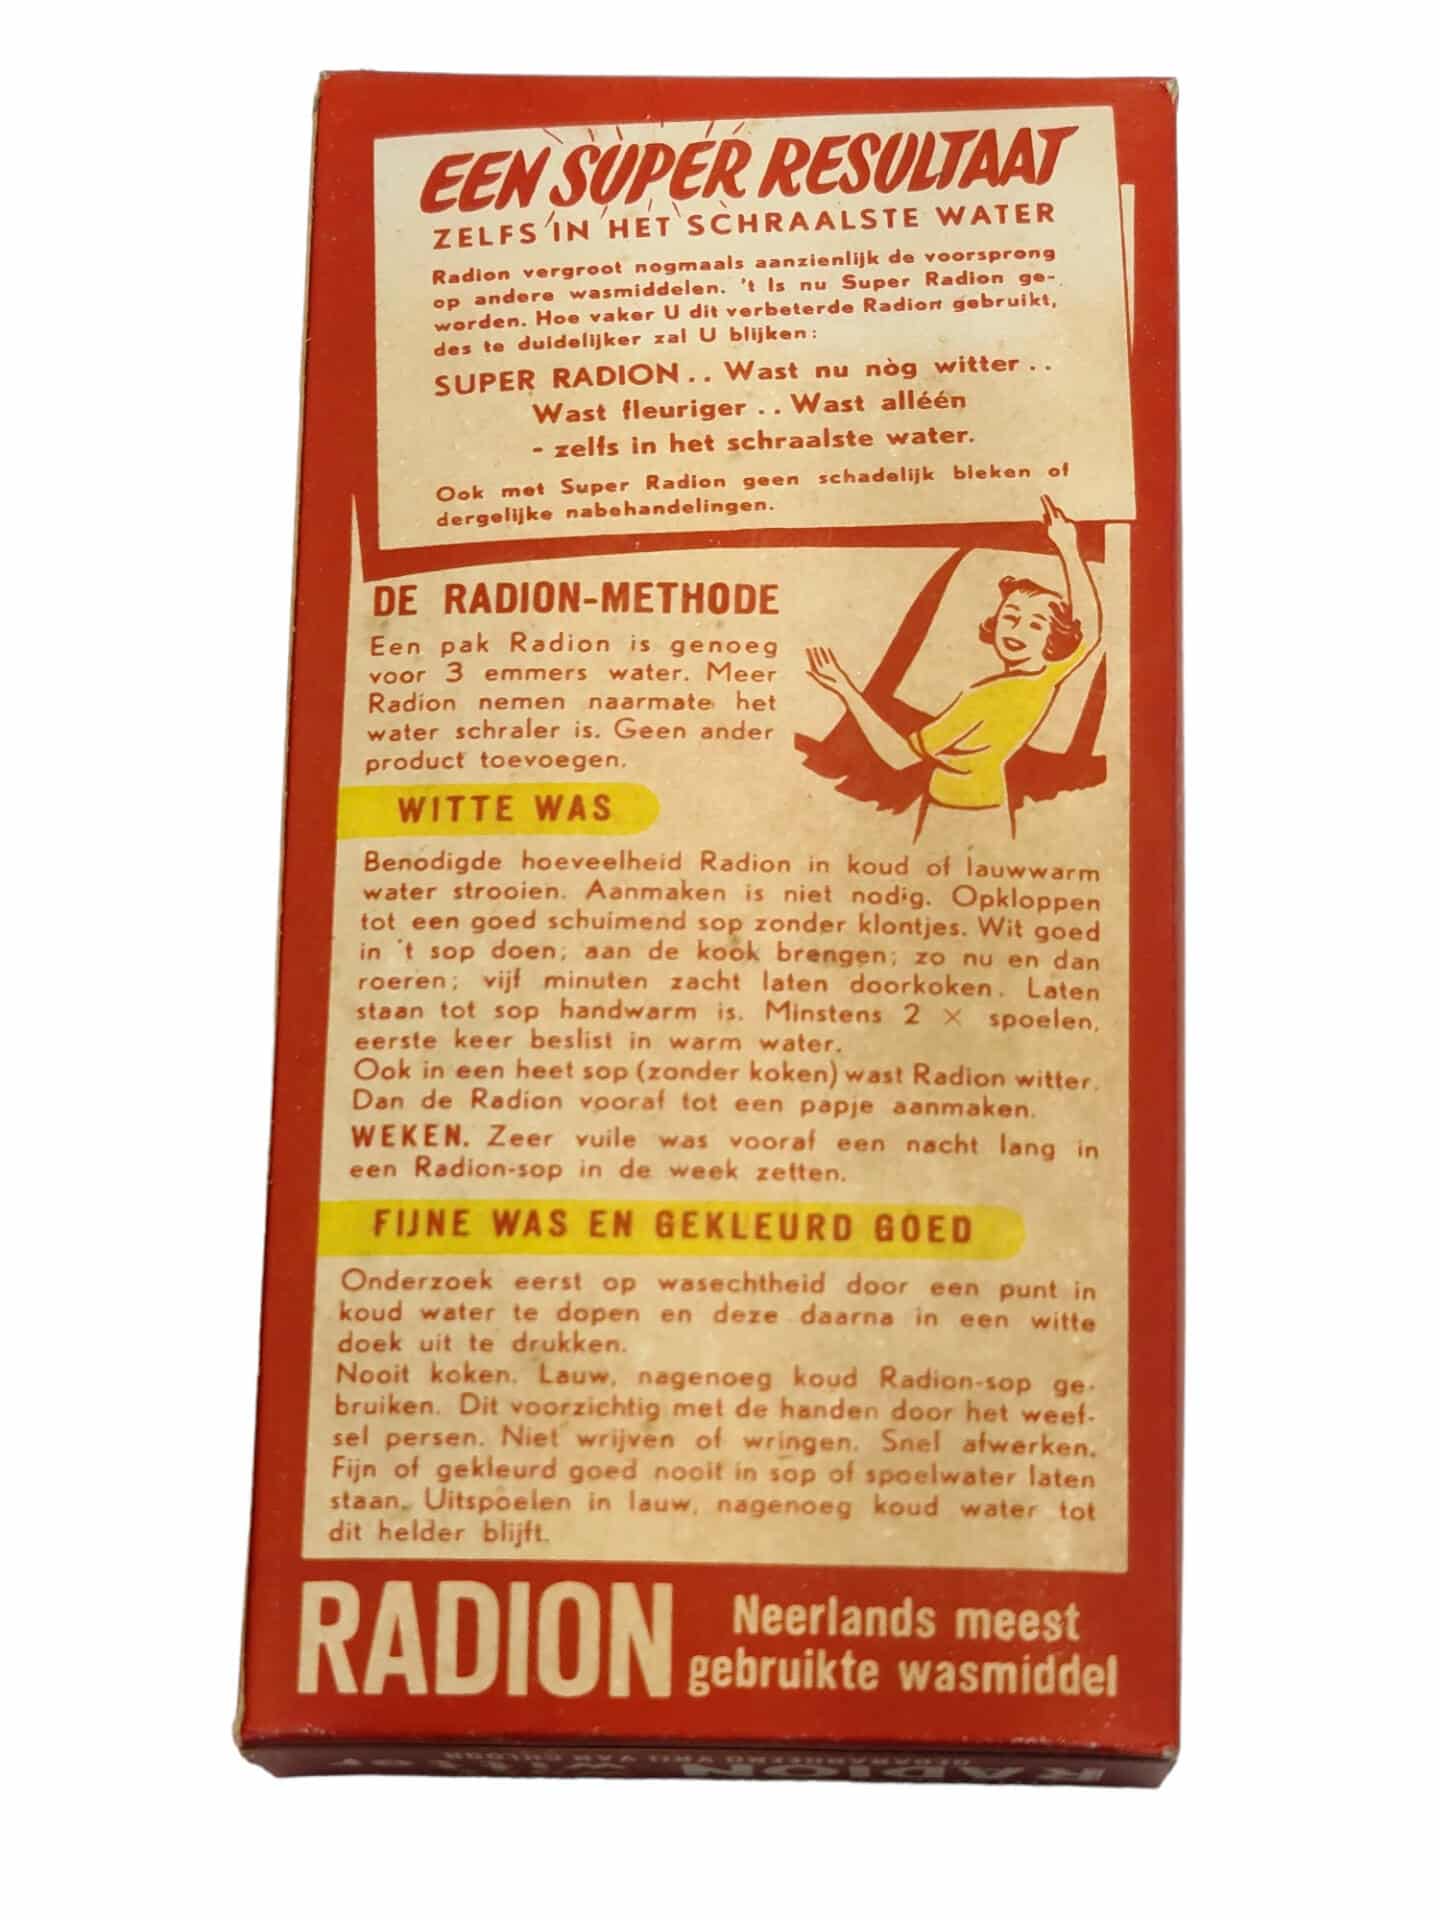 EEN SUPER RESULTAAT
ZELFS IN HET SCHRAALSTE WATER
Radion vergroot nogmaals aanzienlijk de voorsprong
op andere wasmiddelen. 't Is nu Super Radion ge-
worden. Hoe vaker U dit verbeterde Radion gebruikt,
des te duidelijker zal U blijken:
SUPER RADION.. Wast nu nòg witter..
Wast fleuriger .. Wast alléén
- zelfs in het schraalste water.
Ook met Super Radion geen schadelijk bleken of
dergelijke nabehandelingen.
DE RADION-METHODE
Een pak Radion is genoeg
voor 3 emmers water. Meer
Radion nemen naarmate het
water schraler is. Geen ander
product toevoegen.
WITTE WAS
Benodigde hoeveelheid Radion in koud of lauwwarm
water strooien. Aanmaken is niet nodig. Opkloppen
tot een goed schuimend sop zonder klontjes. Wit goed
in 't sop doen; aan de kook brengen; zo nu en dan
roeren; vijf minuten zacht laten doorkoken. Laten
staan tot sop handwarm is. Minstens 2 × spoelen,
eerste keer beslist in warm water.
Ook in een heet sop (zonder koken) wast Radion witter.
Dan de Radion vooraf tot een papje aanmaken.
WEKEN. Zeer vuile was vooraf een nacht lang in
een Radion-sop in de week zetten.
FIJNE WAS EN GEKLEURD GOED
Onderzoek eerst op wasechtheid door een punt in
koud water te dopen en deze daarna in een witte
doek uit te drukken.
Nooit koken. Lauw, nagenoeg koud Radion-sop ge-
bruiken. Dit voorzichtig met de handen door het weef-
sel persen. Niet wrijven of wringen. Snel afwerken.
Fijn of gekleurd goed nooit in sop of spoelwater laten
staan. Uitspoelen in lauw, nagenoeg koud water tot
dit helder blijft.
RADION Neerlands meest
gebruikte wasmiddel
GEGARANDEERD VRIJ VAN CHLOOR
RADION